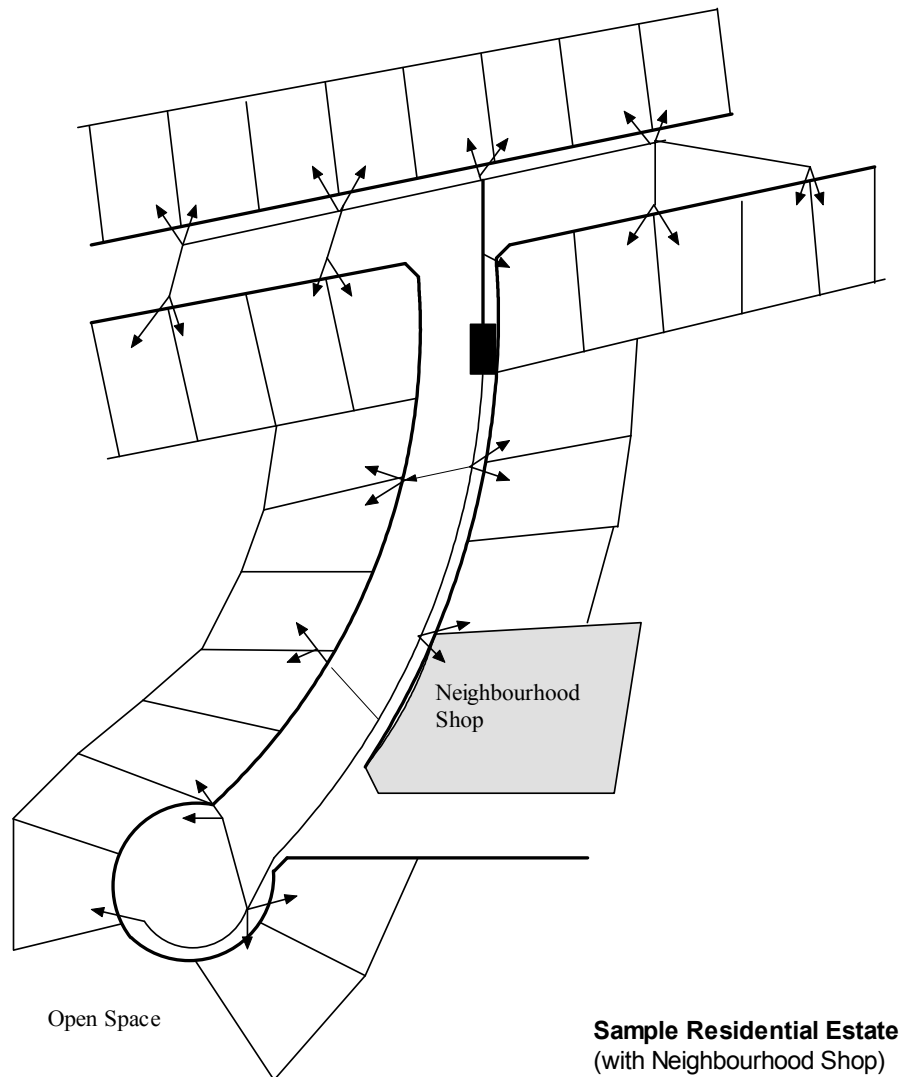 Neighbourhood
Shop
Open Space
Sample Residential Estate
(with Neighbourhood Shop)